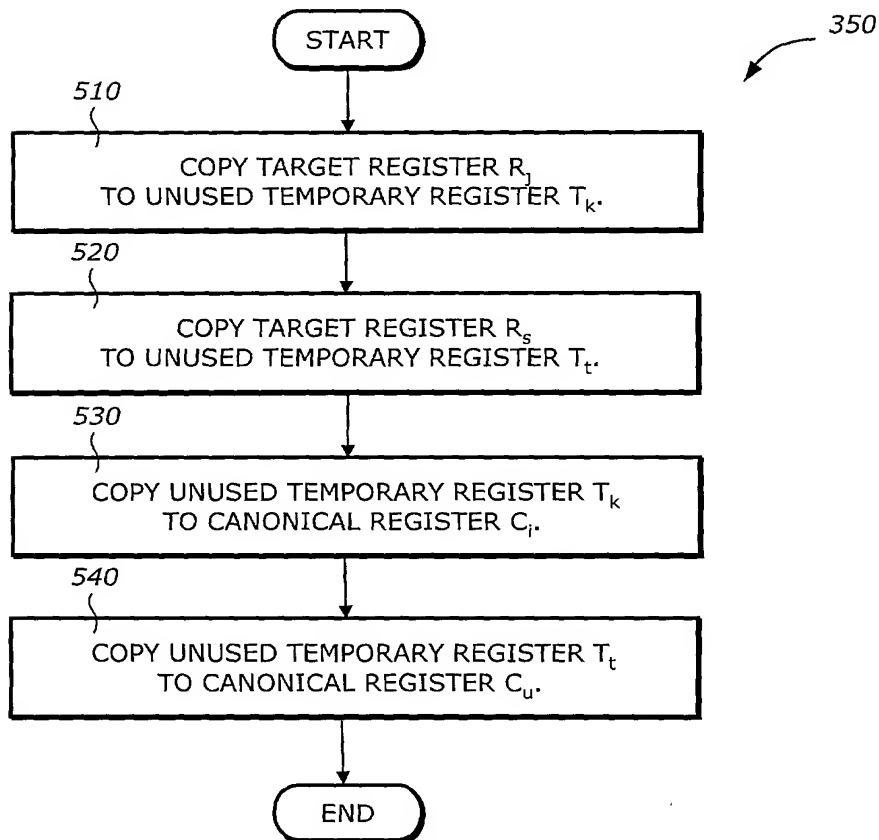 START
350
510
COPY TARGET REGISTER Rj
TO UNUSED TEMPORARY REGISTER Tk.
520
COPY TARGET REGISTER Rs
TO UNUSED TEMPORARY REGISTER Tt.
530
COPY UNUSED TEMPORARY REGISTER Tk
TO CANONICAL REGISTER Ci.
540
COPY UNUSED TEMPORARY REGISTER Tt
TO CANONICAL REGISTER Cu.
END